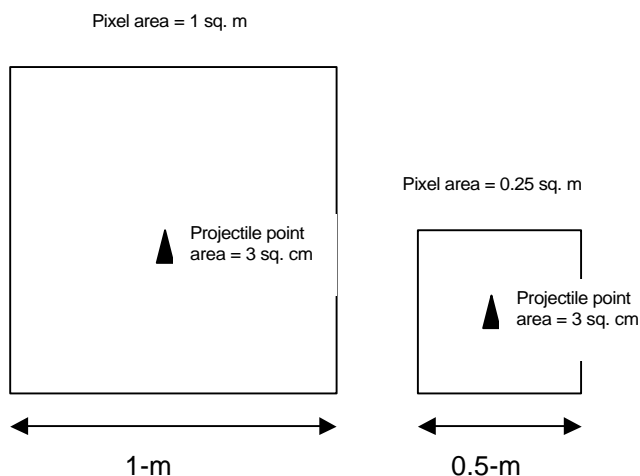 Pixel area = 1 sq. m
Projectile point
area = 3 sq. cm
1-m
Pixel area = 0.25 sq. m
Projectile point
area = 3 sq. cm
0.5-m